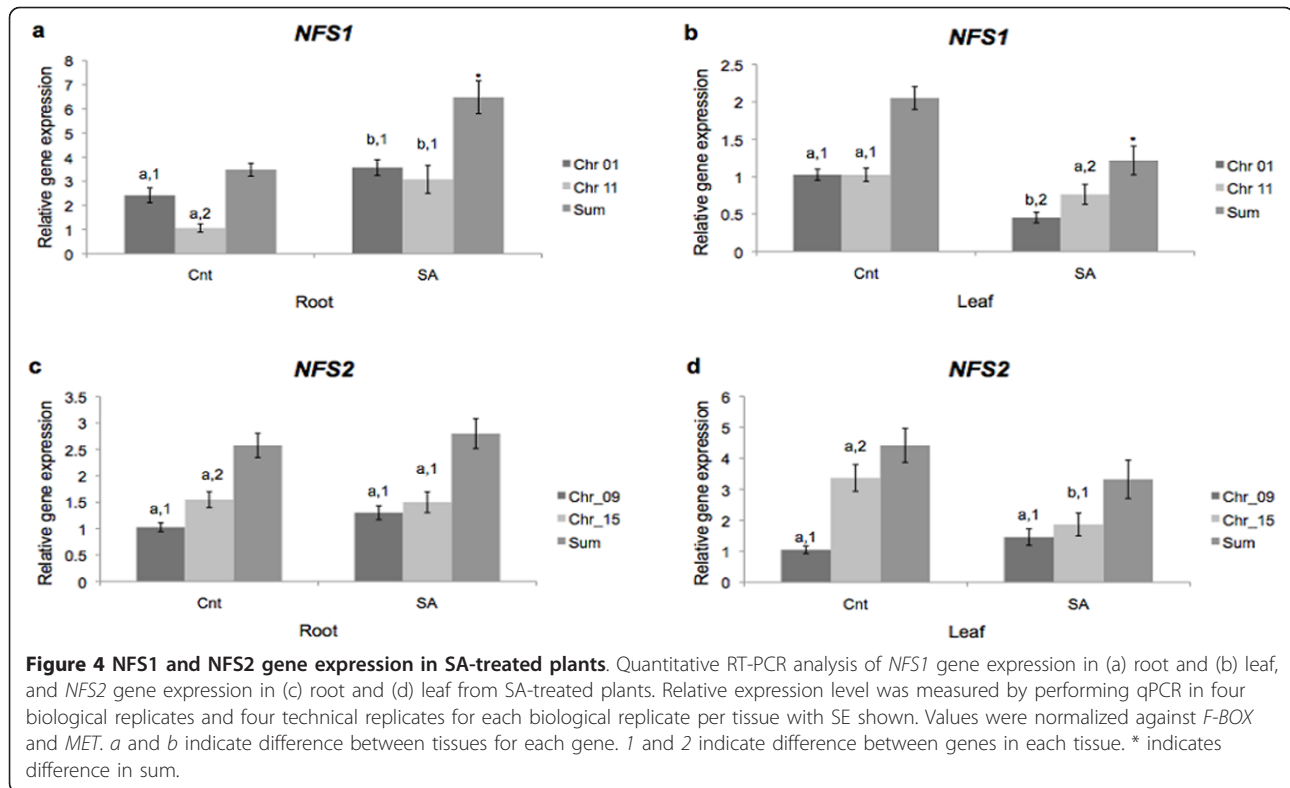 a
NFS1
8
7
6
5
4
3
2
1
0
Relative gene expression
a,1
a,2
b,1
b,1
*
Cnt
SA
Root
Chr 01
Chr 11
Sum
b
NFS1
2.5
2
1.5
1
0.5
0
Relative gene expression
a,1
a,1
b,2
a,2
*
Cnt
SA
Leaf
Chr 01
Chr 11
Sum
c
NFS2
3.5
3
2.5
2
1.5
1
0.5
0
Relative gene expression
a,1
a,2
a,1
a,1
Cnt
SA
Root
Chr_09
Chr_15
Sum
d
NFS2
6
5
4
3
2
1
0
Relative gene expression
a,1
a,2
a,1
b,1
Cnt
SA
Leaf
Chr_09
Chr_15
Sum
Figure 4 NFS1 and NFS2 gene expression in SA-treated plants. Quantitative RT-PCR analysis of NFS1 gene expression in (a) root and (b) leaf,
and NFS2 gene expression in (c) root and (d) leaf from SA-treated plants. Relative expression level was measured by performing qPCR in four
biological replicates and four technical replicates for each biological replicate per tissue with SE shown. Values were normalized against F-BOX
and MET. a and b indicate difference between tissues for each gene. 1 and 2 indicate difference between genes in each tissue. * indicates
difference in sum.